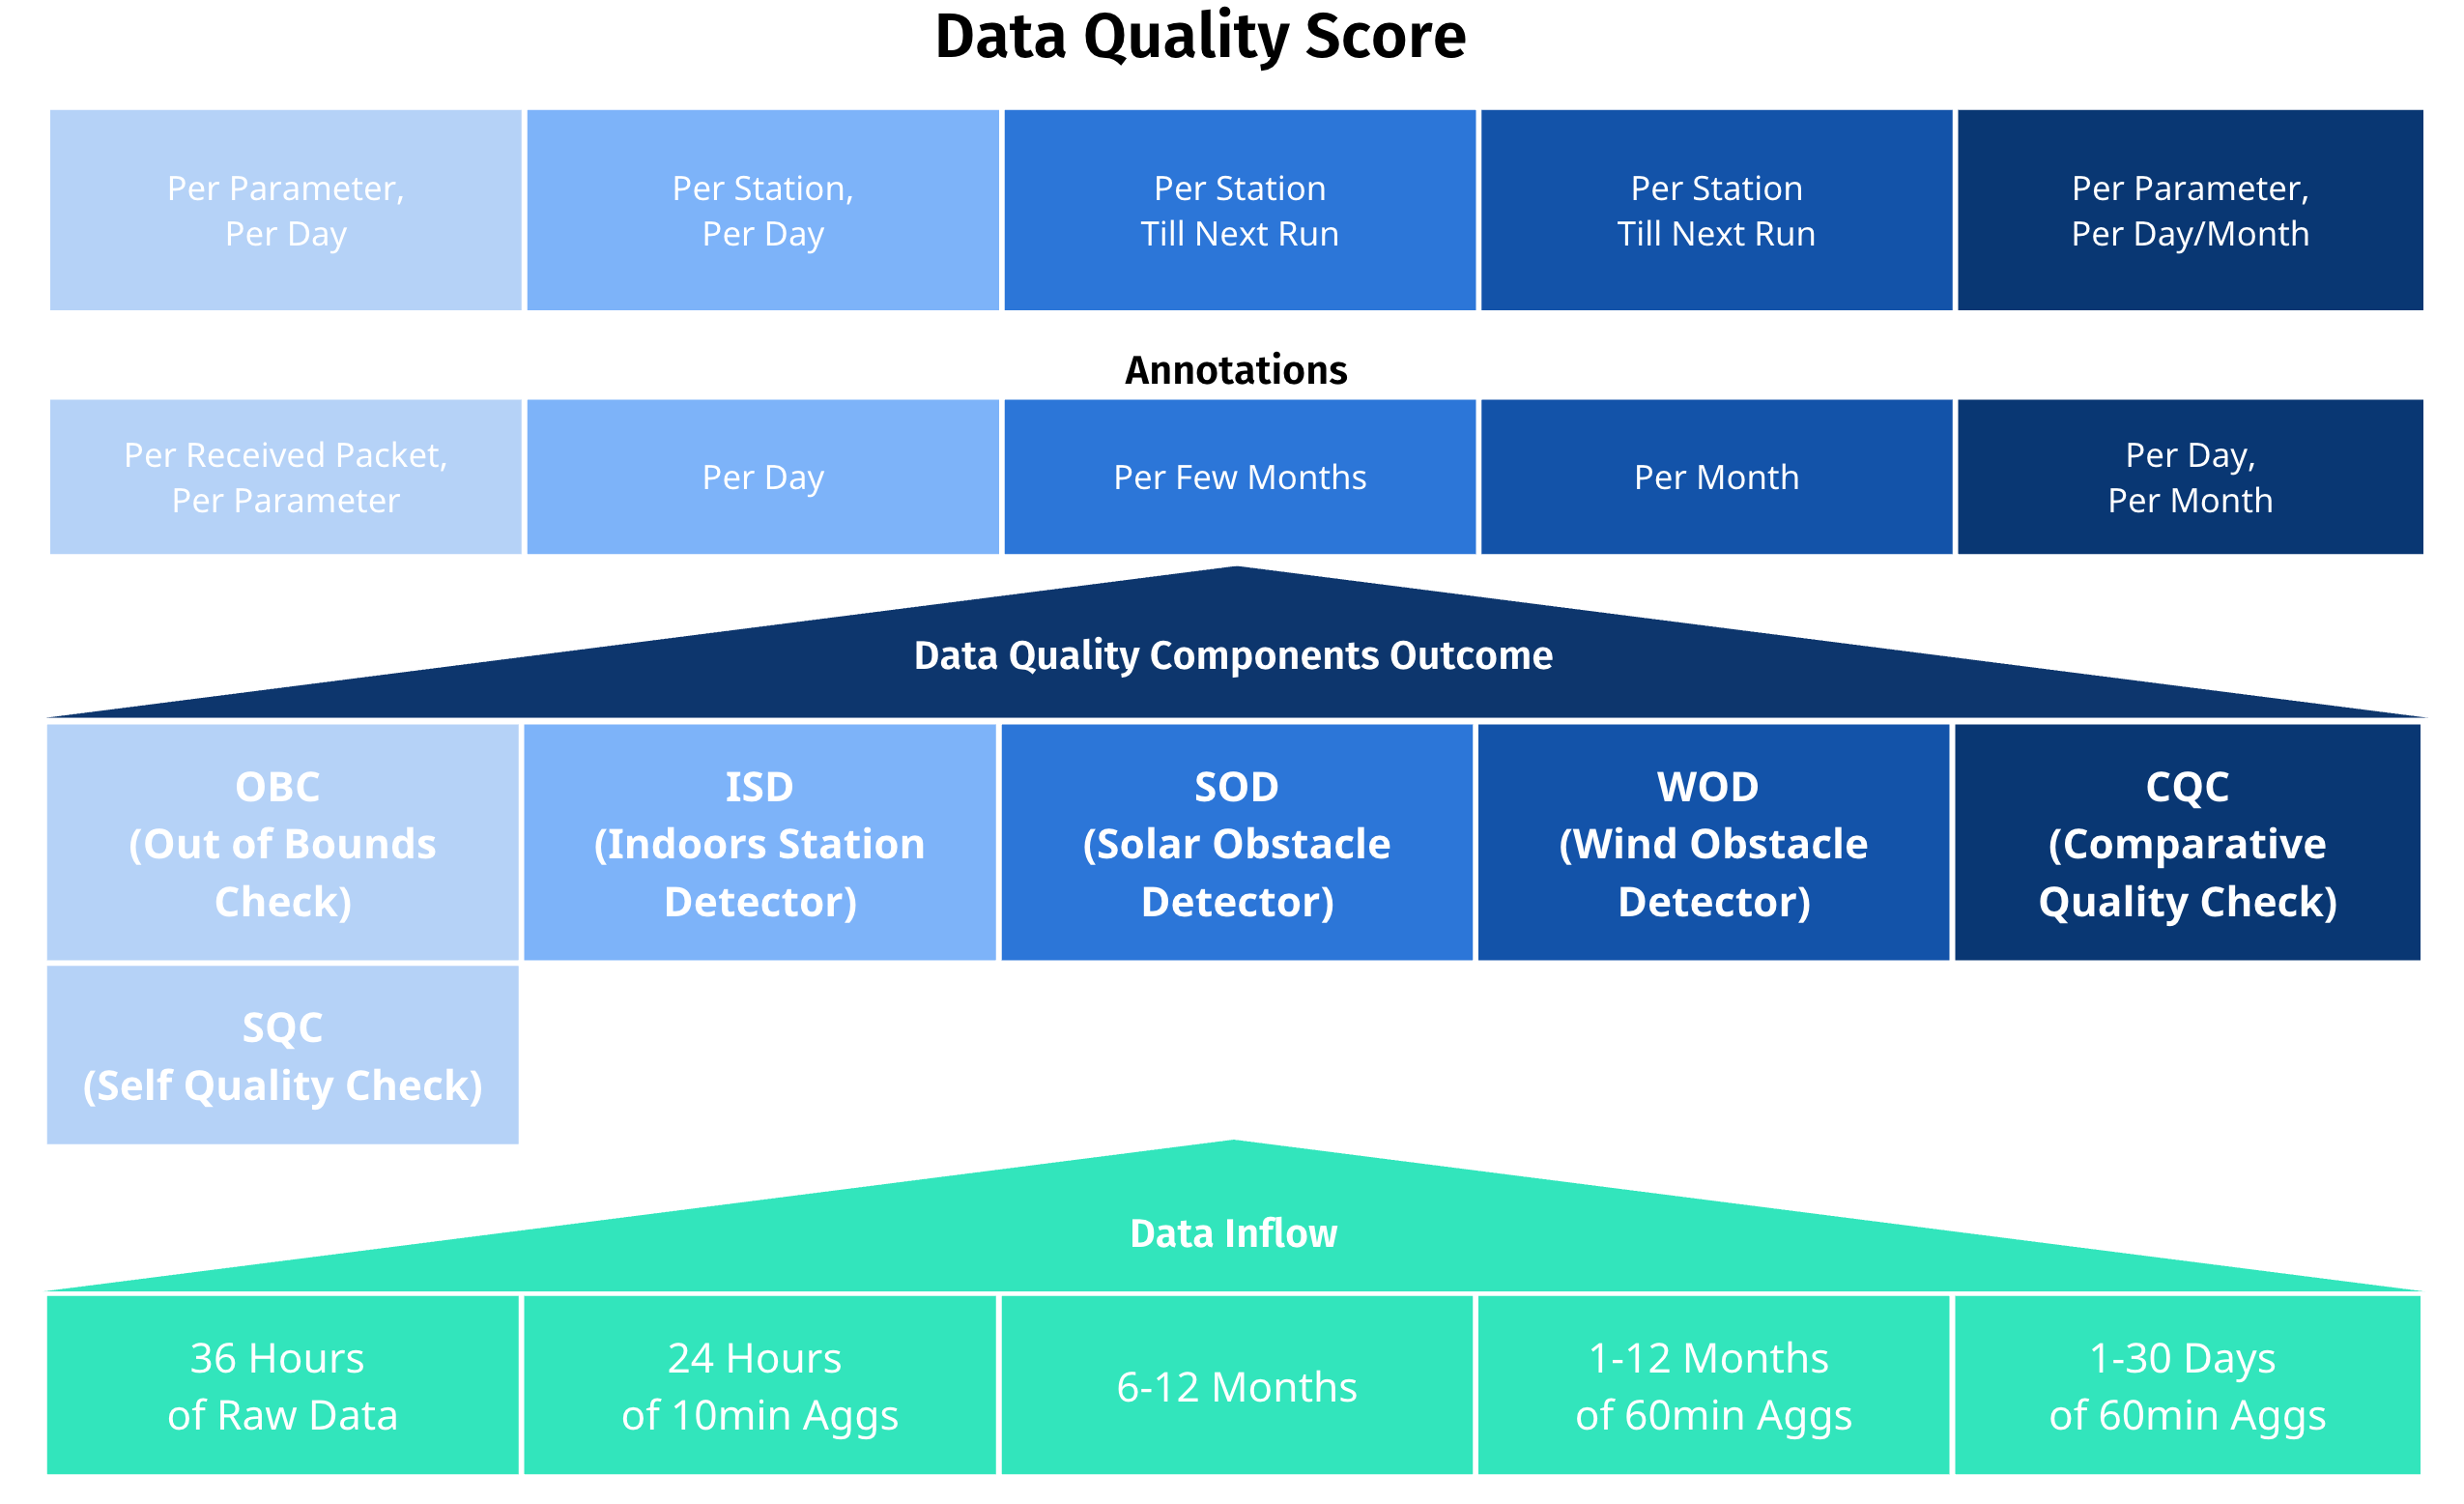 Data Quality Score
Per Parameter,
Per Day
Per Station,
Per Day
Per Station
Till Next Run
Per Station
Till Next Run
Per Parameter,
Per Day/Month
Annotations
Per Received Packet,
Per Parameter
Per Day
Per Few Months
Per Month
Per Day,
Per Month
Data Quality Components Outcome
OBC
(Out of Bounds
Check)
ISD
(Indoors Station
Detector)
SOD
(Solar Obstacle
Detector)
WOD
(Wind Obstacle
Detector)
CQC
(Comparative
Quality Check)
SQC
(Self Quality Check)
Data Inflow
36 Hours
of Raw Data
24 Hours
of 10min Aggs
6-12 Months
1-12 Months
of 60min Aggs
1-30 Days
of 60min Aggs